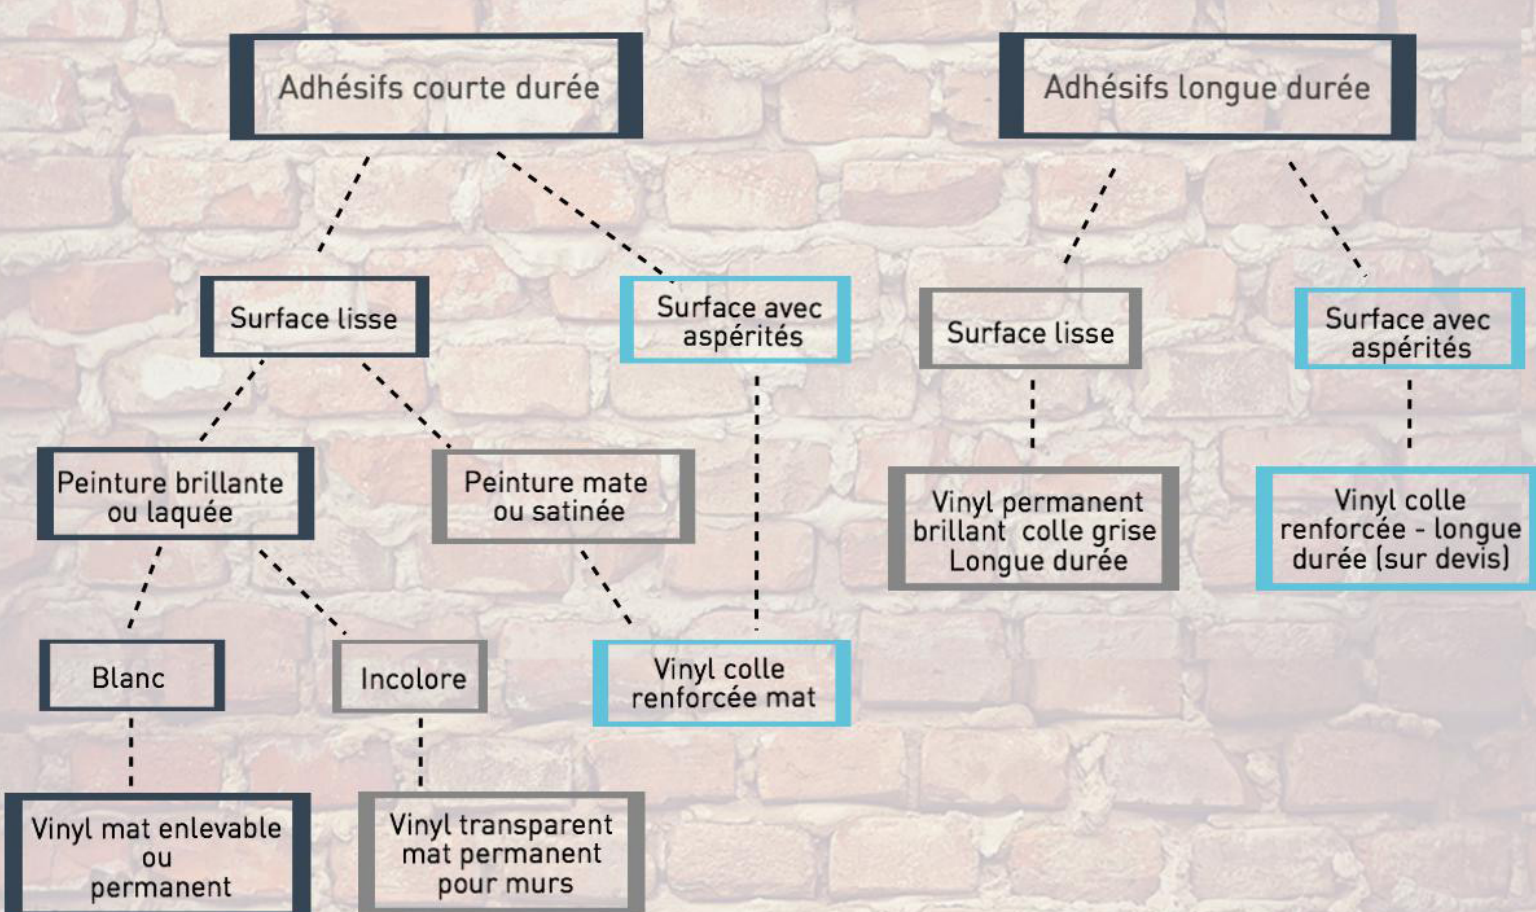 Adhésifs courte durée
Adhésifs longue durée
Surface lisse
Surface avec
aspérités
Surface lisse
Surface avec
aspérités
Peinture brillante
ou laquée
Peinture mate
ou satinée
Vinyl permanent
brillant colle grise
Longue durée
Vinyl colle
renforcée - longue
durée (sur devis)
Blanc
Incolore
Vinyl colle
renforcée mat
Vinyl mat enlevable
ou
permanent
Vinyl transparent
mat permanent
pour murs